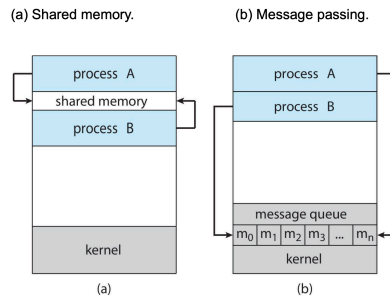 (a) Shared memory.
(b) Message passing.
process A
shared memory
process B
kernel
(a)
process A
process B
message queue
m0 m1 m2 m3 ... mn
kernel
(b)